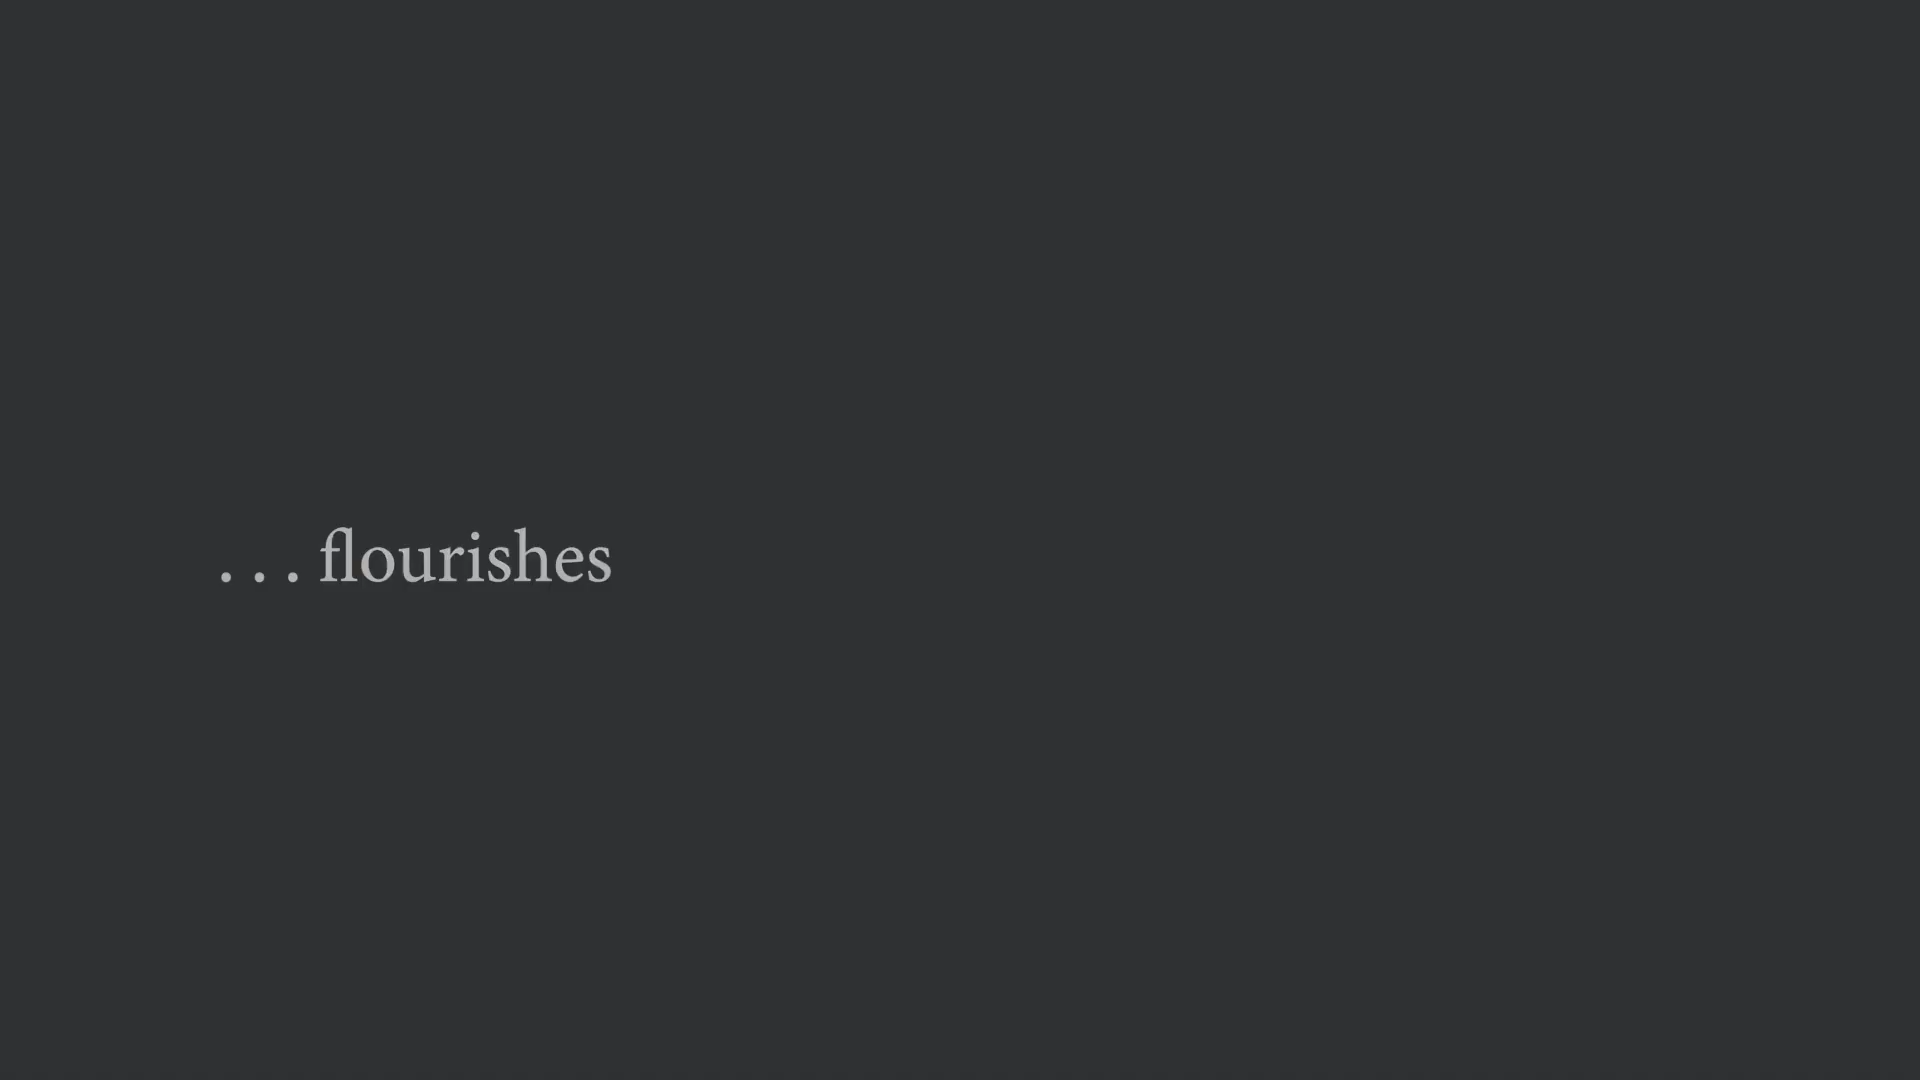 . . . flourishes